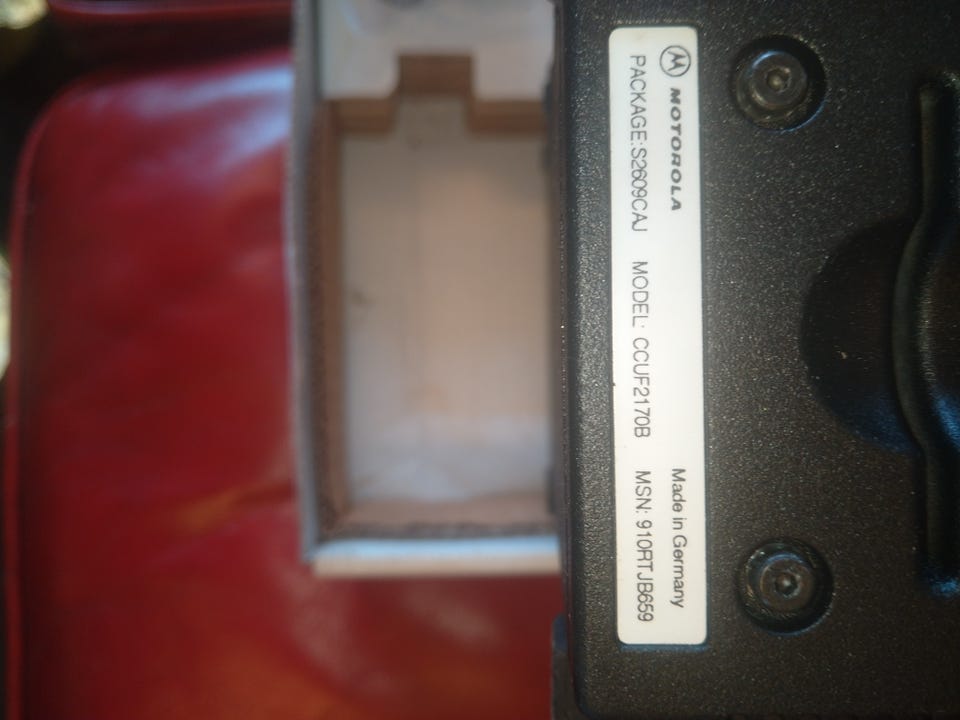 MOTOROLA Made in Germany
PACKAGE:S2609CAJ MODEL: CCUF2170B MSN: 910RTJB659